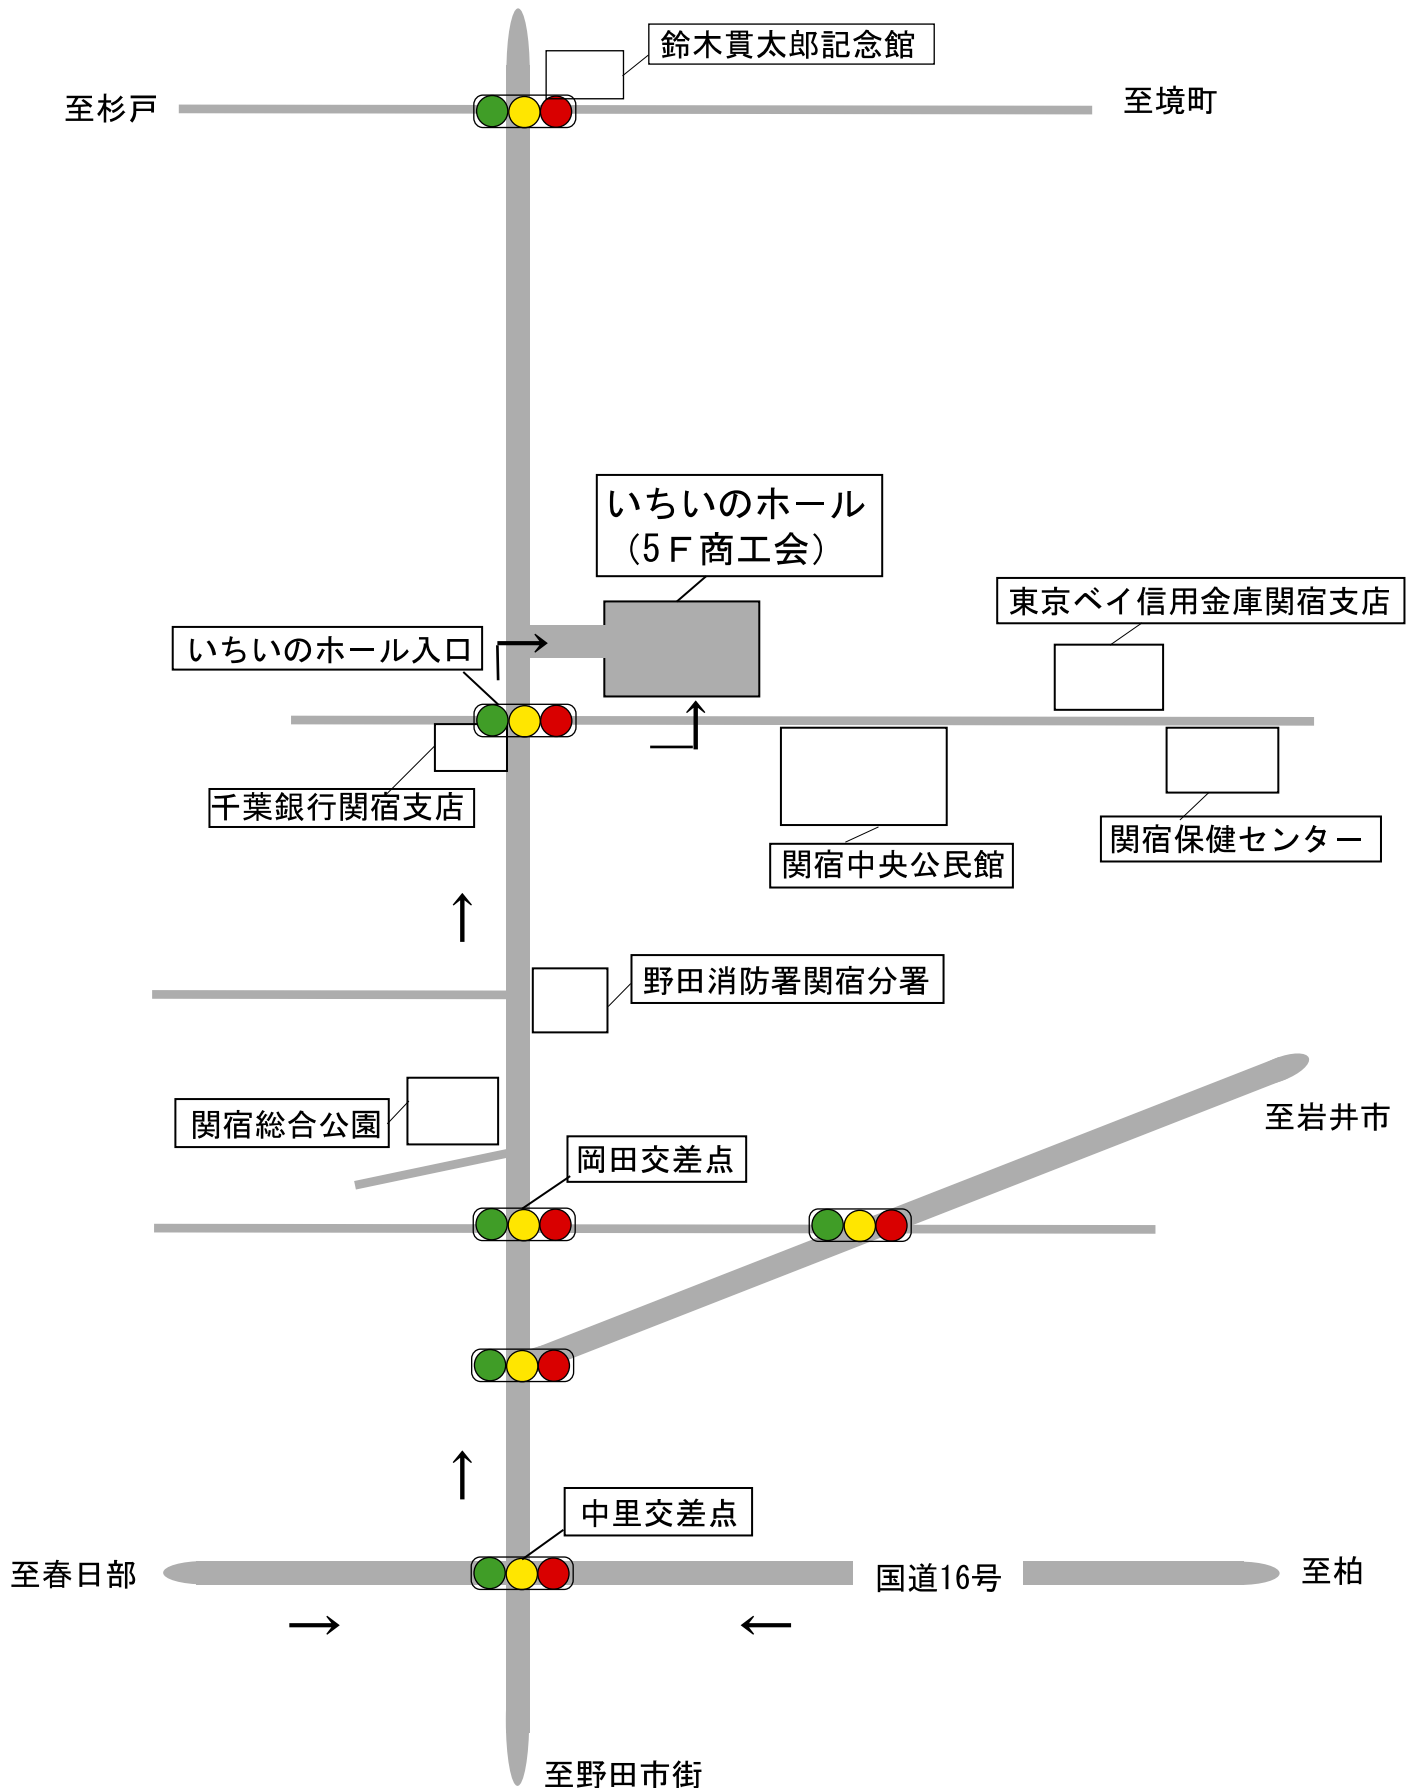 鈴木貫太郎記念館
至杉戸
至境町
いちいのホール
（5Ｆ商工会）
東京ベイ信用金庫関宿支店
いちいのホール入口
千葉銀行関宿支店
関宿保健センター
関宿中央公民館
野田消防署関宿分署
関宿総合公園
至岩井市
岡田交差点
中里交差点
至春日部
国道16号
至柏
至野田市街